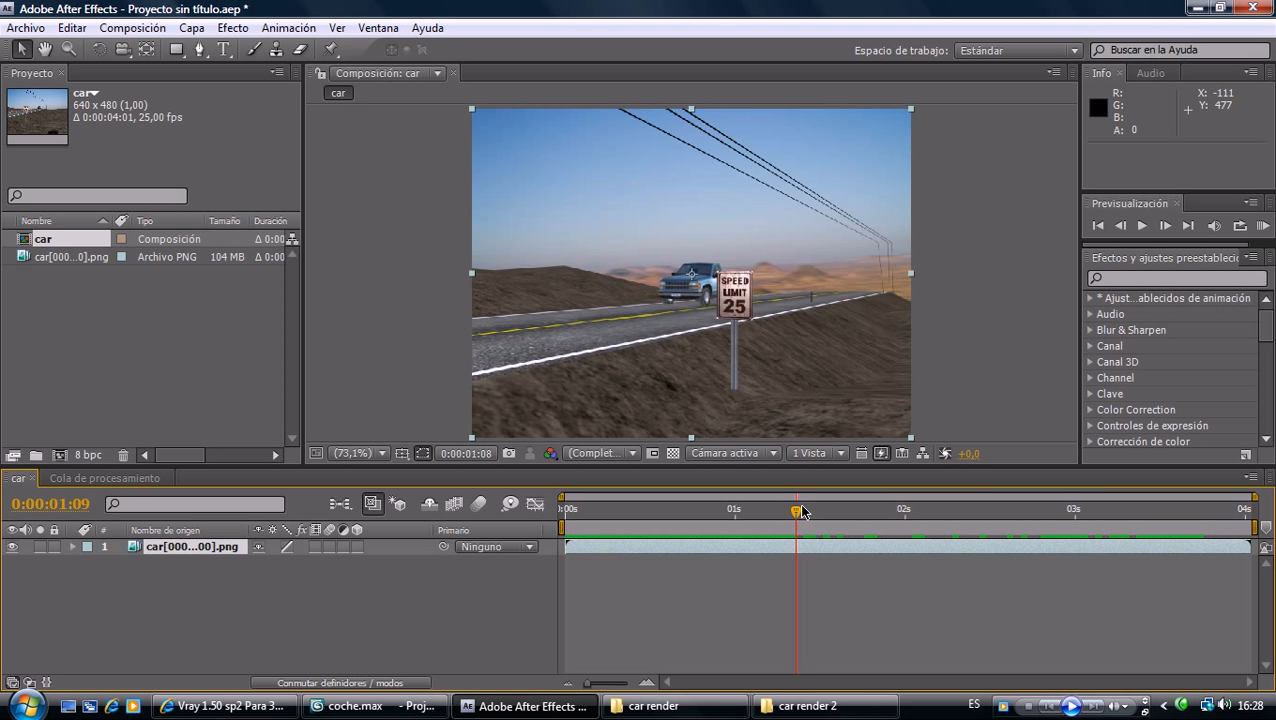 Adobe After Effects - Proyecto sin título.aep *
Archivo Editar Composición Capa Efecto Animación Ver Ventana Ayuda
Espacio de trabajo: Estándar Buscar en la Ayuda
Proyecto
car
640 x 480 (1,00)
Δ 0:00:04:01, 25,00 fps
Nombre Tipo Tamaño Duración
car Composición Δ 0:00
car[000...0].png Archivo PNG 104 MB Δ 0:00
8 bpc
Composición: car
car
SPEED
LIMIT
25
73,1% 0:00:01:08 (Complet... Cámara activa 1 Vista +0,0
Info Audio
R: X: -111
G: Y: 477
B:
A: 0
Previsualización
Efectos y ajustes preestablecic
* Ajust...ablecidos de animación
Audio
Blur & Sharpen
Canal
Canal 3D
Channel
Clave
Color Correction
Controles de expresión
Corrección de color
car Cola de procesamiento
0:00:01:09
:00s 01s 02s 03s 04s
Nombre de origen Primario
1 car[000...00].png Ninguno
Conmutar definidores / modos
Vray 1.50 sp2 Para 3... coche.max - Proj... Adobe After Effects ... car render car render 2 ES 16:28